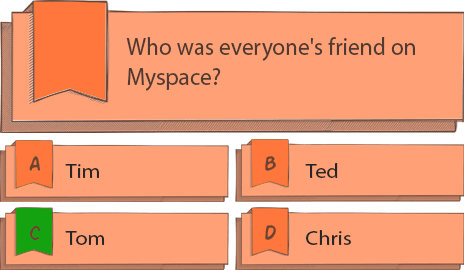 Who was everyone's friend on
Myspace?
A Tim
B Ted
C Tom
D Chris